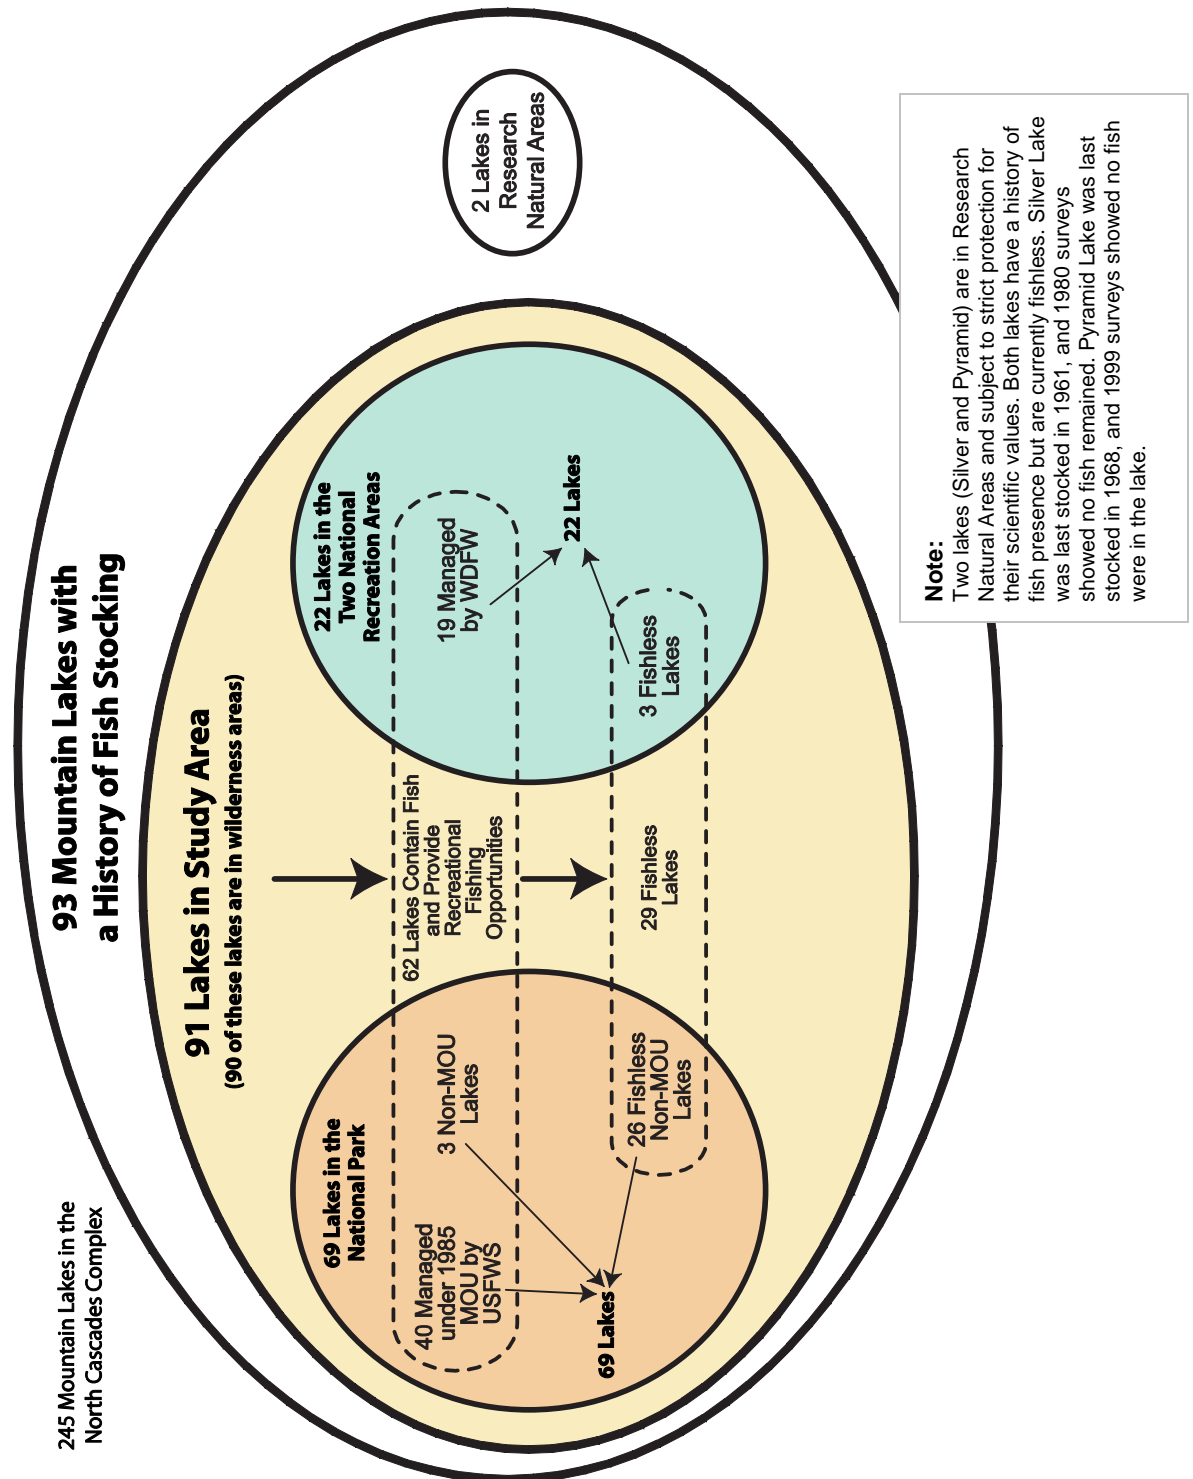 245 Mountain Lakes in the
North Cascades Complex
93 Mountain Lakes with
a History of Fish Stocking
91 Lakes in Study Area
(90 of these lakes are in wilderness areas)
69 Lakes in the
National Park
40 Managed
under 1985
MOU by
USFWS
3 Non-MOU
Lakes
62 Lakes Contain Fish
and Provide
Recreational
Fishing
Opportunities
22 Lakes in the
Two National
Recreation Areas
19 Managed
by WDFW
22 Lakes
69 Lakes
26 Fishless
Non-MOU
Lakes
29 Fishless
Lakes
3 Fishless
Lakes
2 Lakes in
Research
Natural Areas
Note:
Two lakes (Silver and Pyramid) are in Research
Natural Areas and subject to strict protection for
their scientific values. Both lakes have a history of
fish presence but are currently fishless. Silver Lake
was last stocked in 1961, and 1980 surveys
showed no fish remained. Pyramid Lake was last
stocked in 1968, and 1999 surveys showed no fish
were in the lake.